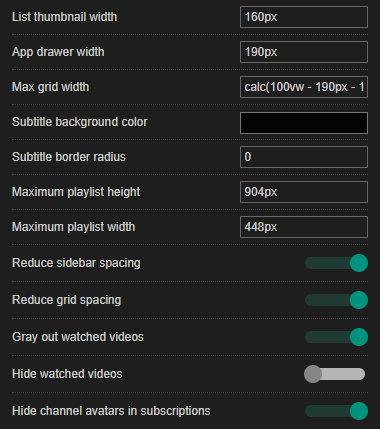 List thumbnail width 160px
App drawer width 190px
Max grid width calc(100vw - 190px - 1
Subtitle background color
Subtitle border radius 0
Maximum playlist height 904px
Maximum playlist width 448px
Reduce sidebar spacing
Reduce grid spacing
Gray out watched videos
Hide watched videos
Hide channel avatars in subscriptions